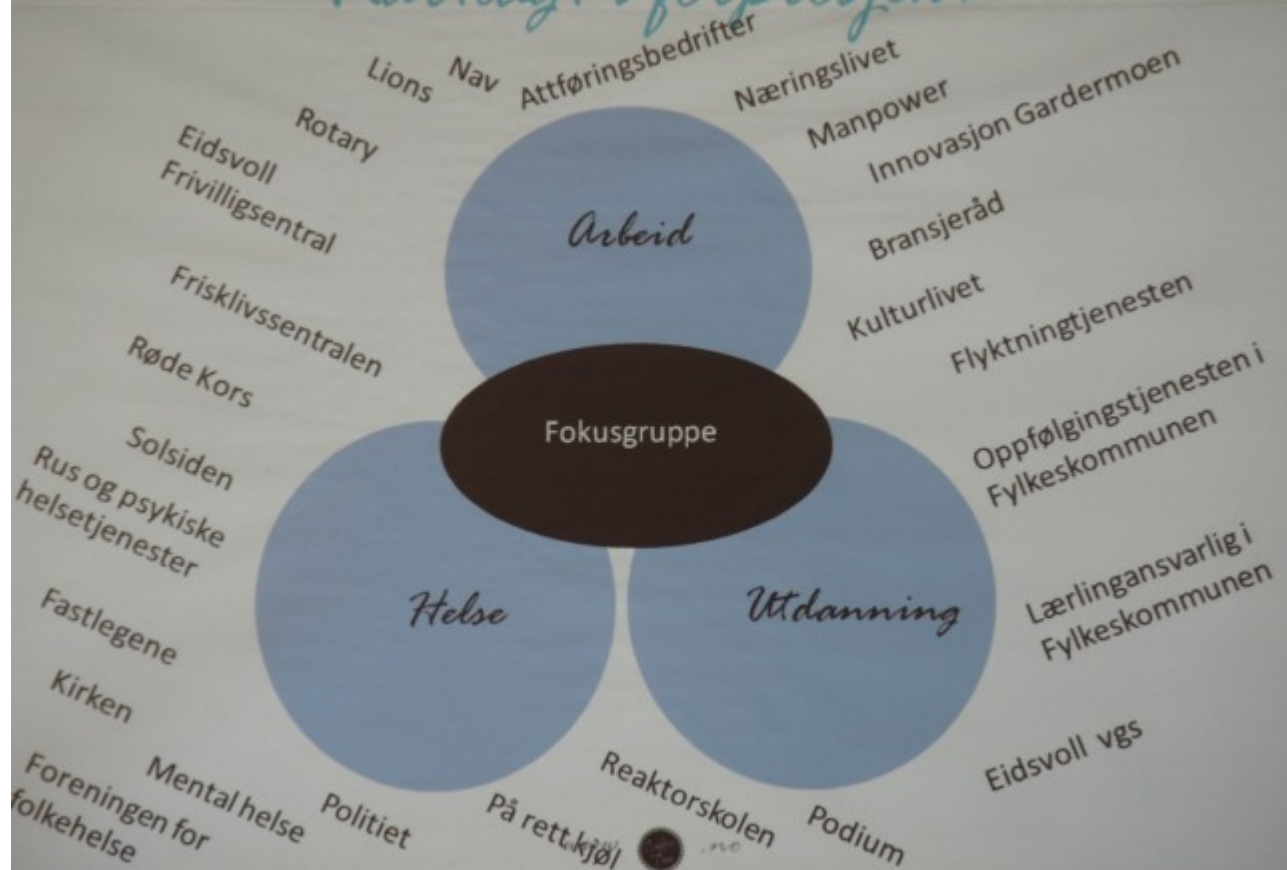 Lions
Nav
Attføringsbedrifter
Næringslivet
Manpower
Innovasjon Gardermoen
Rotary
Eidsvoll
Frivilligsentral
Bransjeråd
Kulturlivet
Flyktningtjenesten
Arbeid
Frisklivssentralen
Røde Kors
Fokusgruppe
Oppfølgingstjenesten i
Fylkeskommunen
Solsiden
Rus og psykiske
helsetjenester
Helse
Utdanning
Lærlingansvarlig i
Fylkeskommunen
Fastlegene
Kirken
Eidsvoll vgs
Foreningen for
folkehelse
Mental helse
Politiet
På rett kjøl
Reaktorskolen
Podium
.no